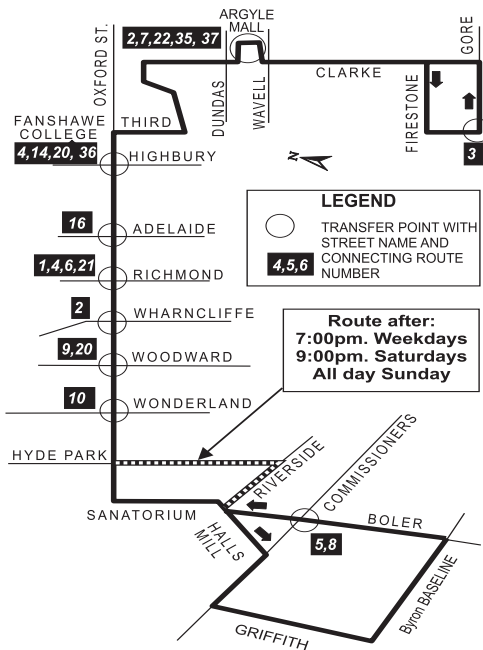 ARGYLE
MALL
2,7,22,35, 37
OXFORD ST.
GORE
CLARKE
DUNDAS
WAVELL
FIRESTONE
FANSHAWE
COLLEGE
THIRD
4,14,20, 36
HIGHBURY
3
N
LEGEND
TRANSFER POINT WITH
STREET NAME AND
CONNECTING ROUTE
NUMBER
4,5,6
16
ADELAIDE
1,4,6,21
RICHMOND
2
WHARNCLIFFE
9,20
WOODWARD
Route after:
7:00pm. Weekdays
9:00pm. Saturdays
All day Sunday
10
WONDERLAND
HYDE PARK
RIVERSIDE
COMMISSIONERS
SANATORIUM
HALLS
MILL
BOLER
5,8
Byron BASELINE
GRIFFITH